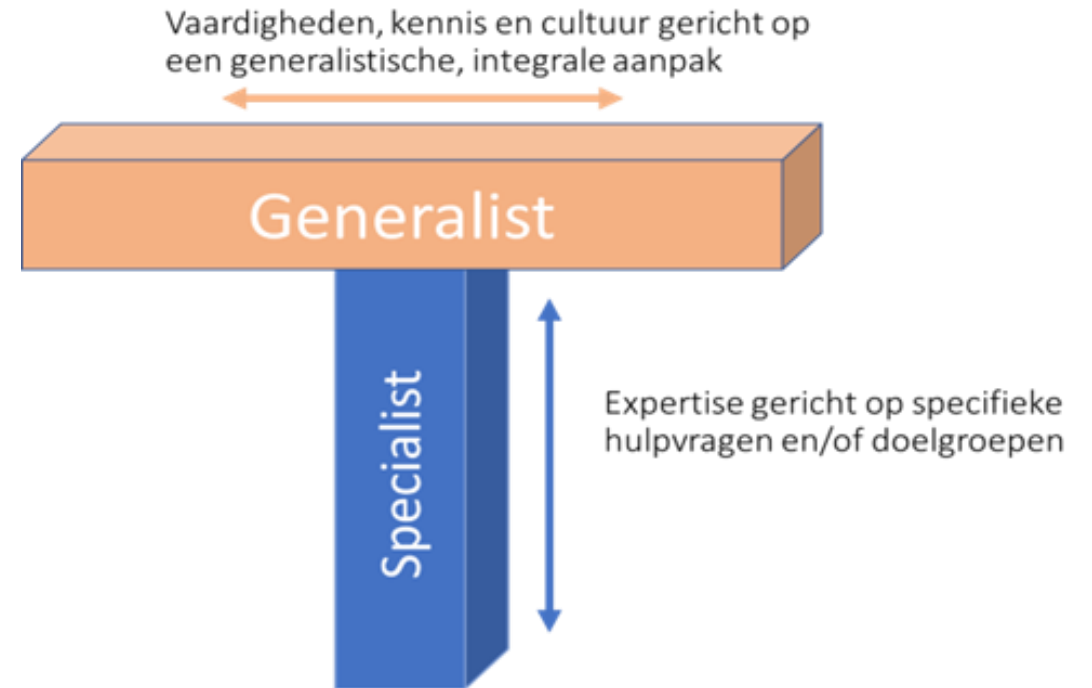 Vaardigheden, kennis en cultuur gericht op
een generalistische, integrale aanpak
Generalist
Specialist
Expertise gericht op specifieke
hulpvragen en/of doelgroepen